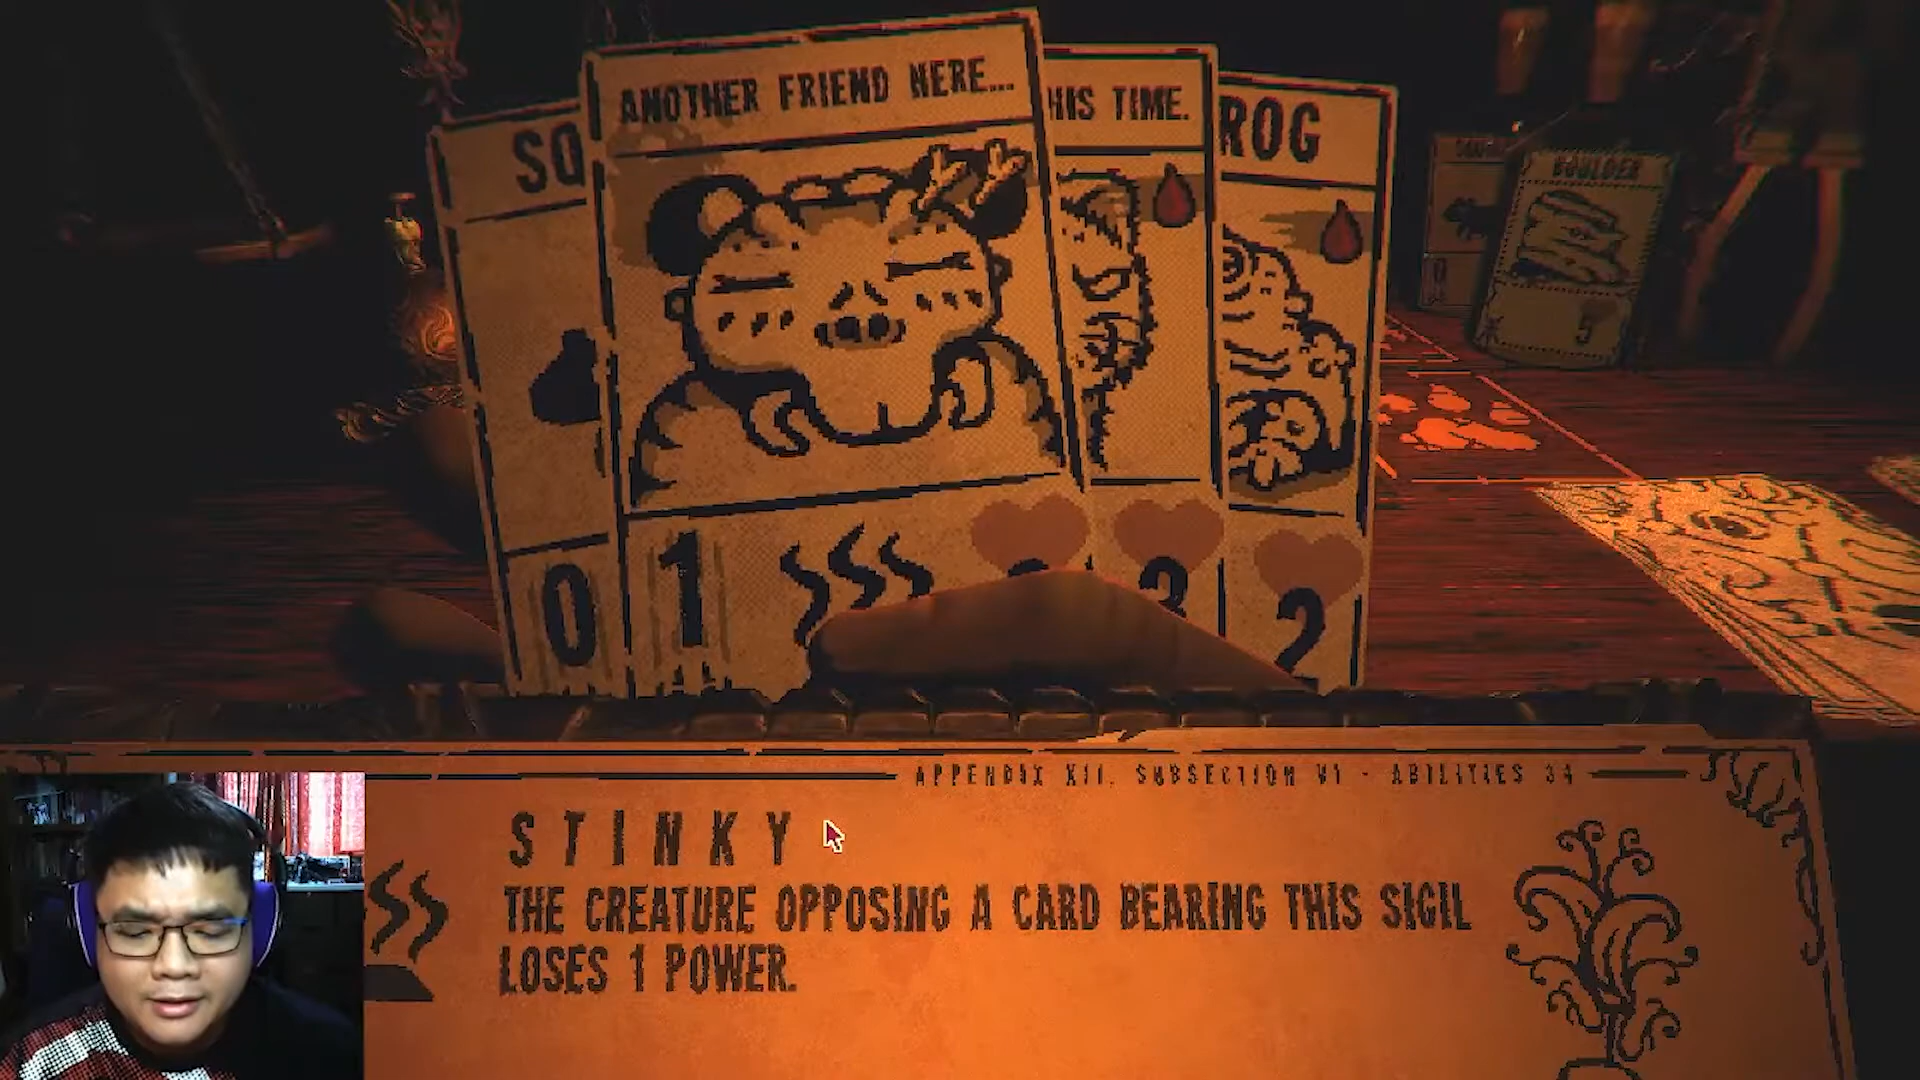 ANOTHER FRIEND HERE...
HIS TIME.
ROG
SQ
BOULDER
5
0
1
3
2
APPENDIX XII, SUBSECTION VI - ABILITIES 34
STINKY
THE CREATURE OPPOSING A CARD BEARING THIS SIGIL
LOSES 1 POWER.